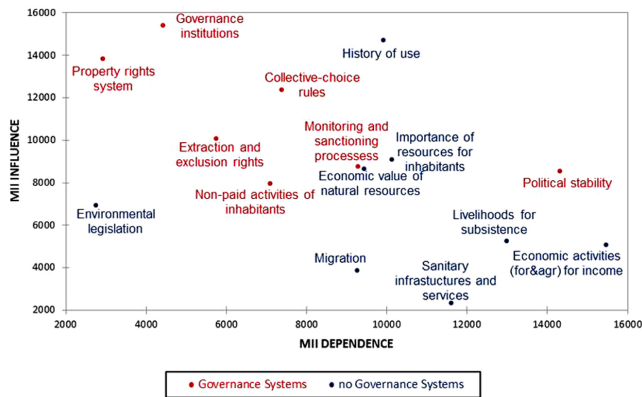 16000
14000
12000
10000
8000
6000
4000
2000
MII INFLUENCE
Governance
institutions
Property rights
system
History of use
Collective-choice
rules
Extraction and
exclusion rights
Monitoring and
sanctioning
processess
Importance of
resources for
inhabitants
Economic value of
natural resources
Non-paid activities of
inhabitants
Political stability
Environmental
legislation
Livelihoods for
subsistence
Migration
Sanitary
infrastuctures and
services
Economic activities
(for&agr) for income
2000
4000
6000
8000
10000
12000
14000
16000
MII DEPENDENCE
Governance Systems
no Governance Systems